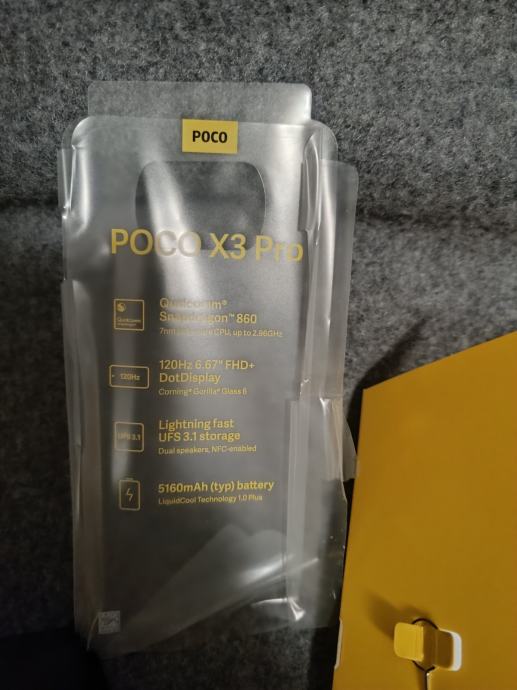 POCO
POCO X3 Pro
Qualcomm®
Snapdragon™ 860
Qualcomm
snapdragon
7nm CPU, up to 2.96GHz
120Hz 6.67" FHD+
120Hz
DotDisplay
Corning® Gorilla® Glass 6
Lightning fast
UFS 3.1
UFS 3.1 storage
Dual speakers, NFC-enabled
5160mAh (typ) battery
LiquidCool Technology 1.0 Plus